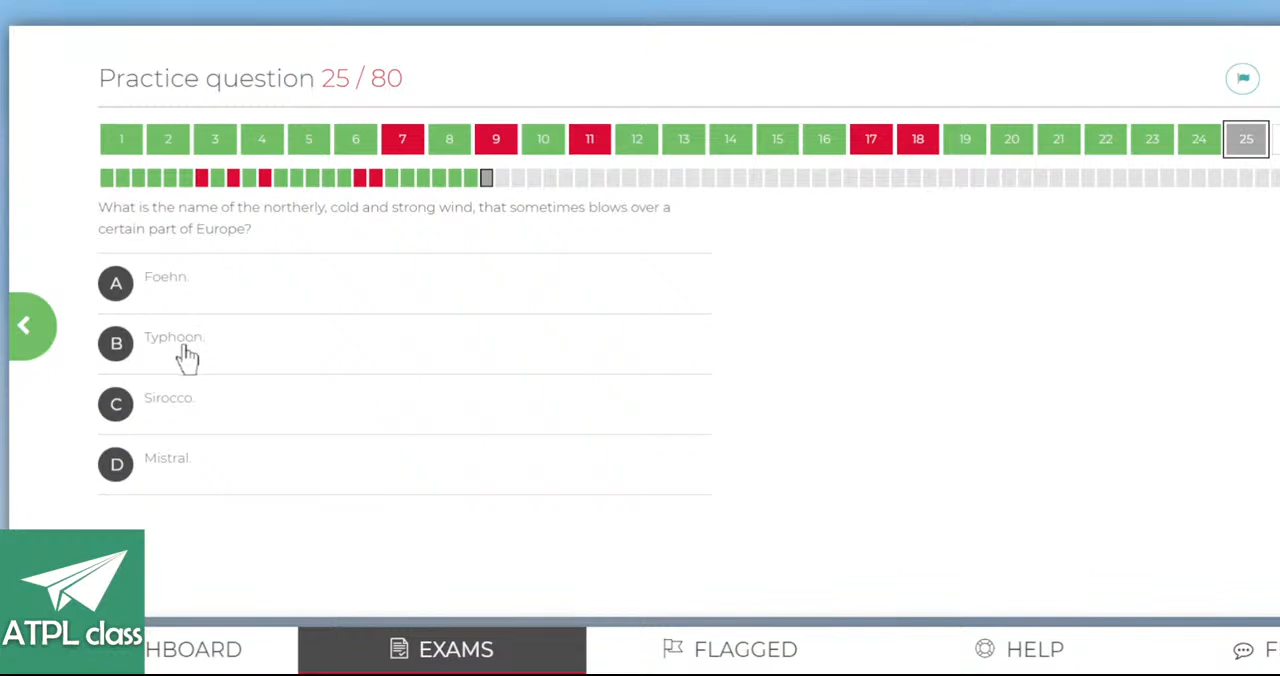 Practice question 25 / 80
1 2 3 4 5 6 7 8 9 10 11 12 13 14 15 16 17 18 19 20 21 22 23 24 25
What is the name of the northerly, cold and strong wind, that sometimes blows over a
certain part of Europe?
A Foehn.
B Typhoon.
C Sirocco.
D Mistral.
ATPL class
HBOARD EXAMS FLAGGED HELP F